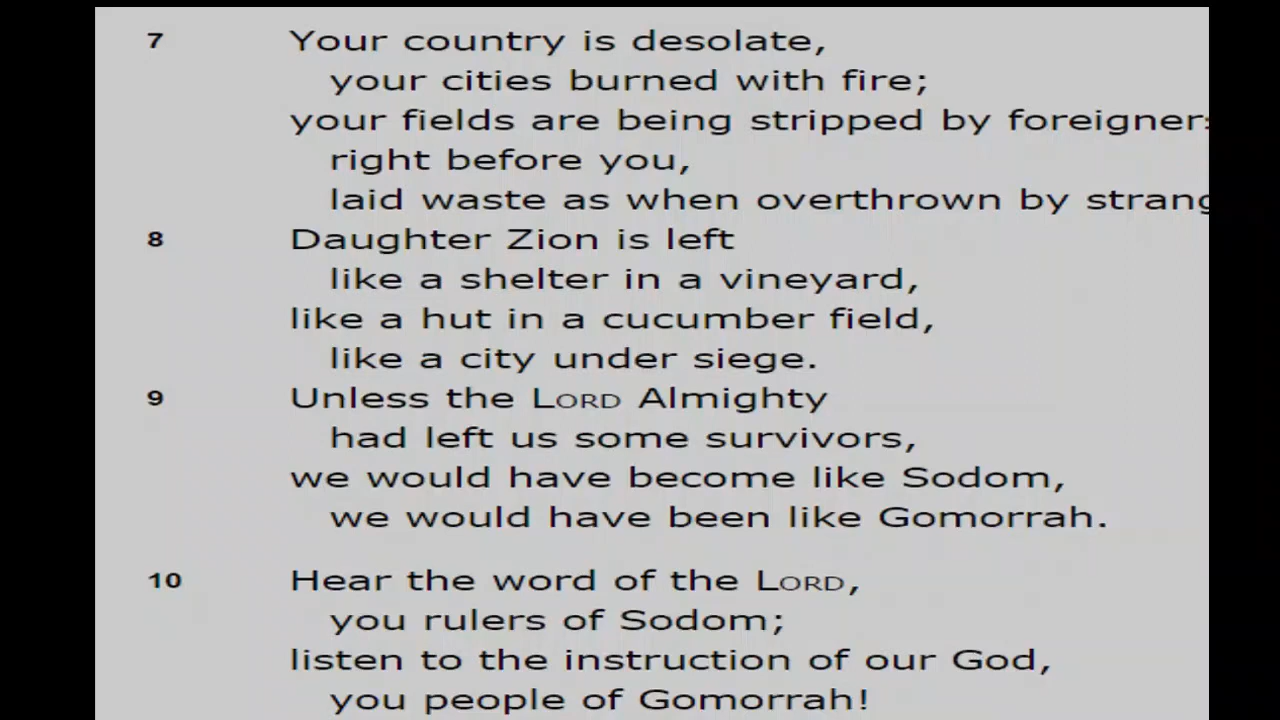 7 Your country is desolate,
your cities burned with fire;
your fields are being stripped by foreigners
right before you,
laid waste as when overthrown by
8 Daughter Zion is left
like a shelter in a vineyard,
like a hut in a cucumber field,
like a city under siege.
9 Unless the LORD Almighty
had left us some survivors,
we would have become like Sodom,
we would have been like Gomorrah.
10 Hear the word of the LORD,
you rulers of Sodom;
listen to the instruction of our God,
you people of Gomorrah!